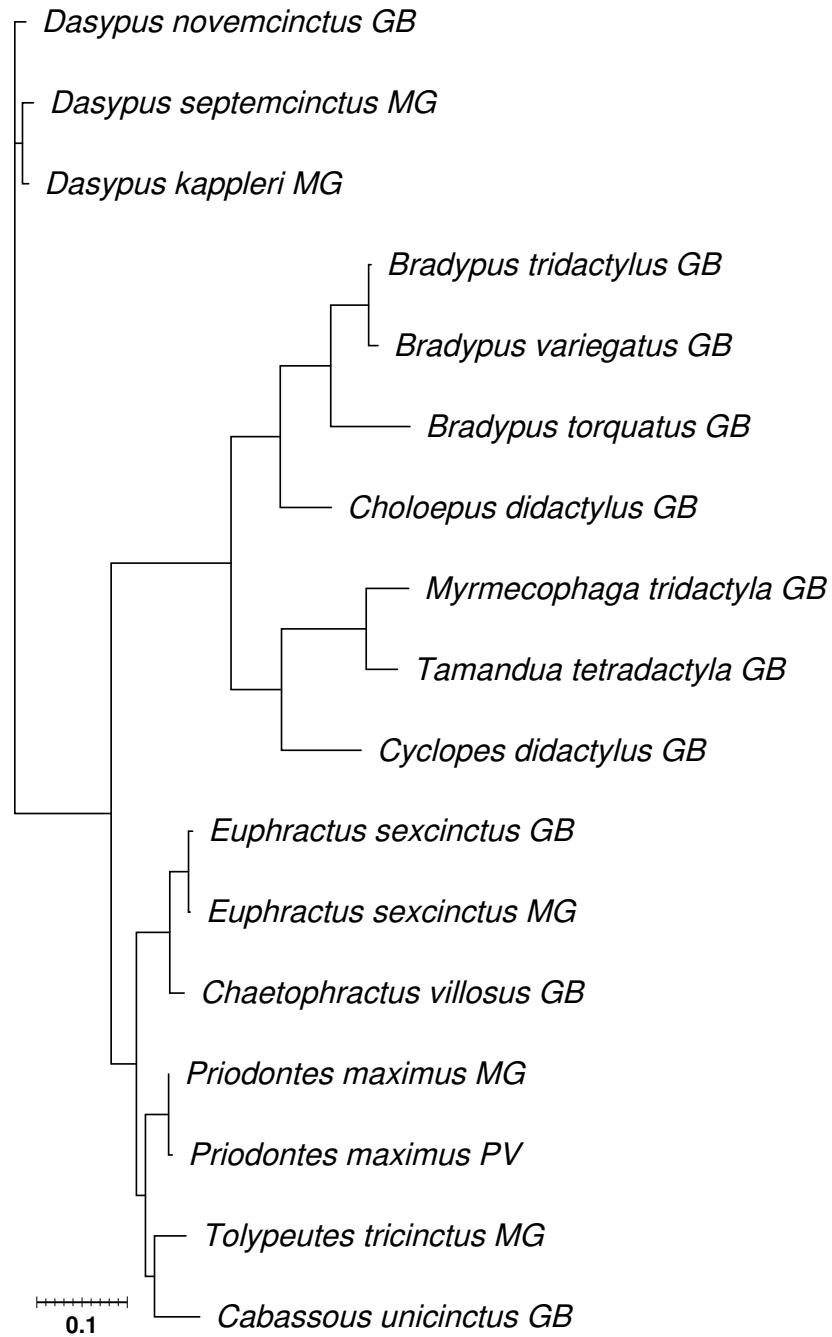 Dasypus novemcinctus GB
Dasypus septemcinctus MG
Dasypus kappleri MG
Bradypus tridactylus GB
Bradypus variegatus GB
Bradypus torquatus GB
Choloepus didactylus GB
Myrmecophaga tridactyla GB
Tamandua tetradactyla GB
Cyclopes didactylus GB
Euphractus sexcinctus GB
Euphractus sexcinctus MG
Chaetophractus villosus GB
Priodontes maximus MG
Priodontes maximus PV
Tolypeutes tricinctus MG
Cabassous unicinctus GB
0.1